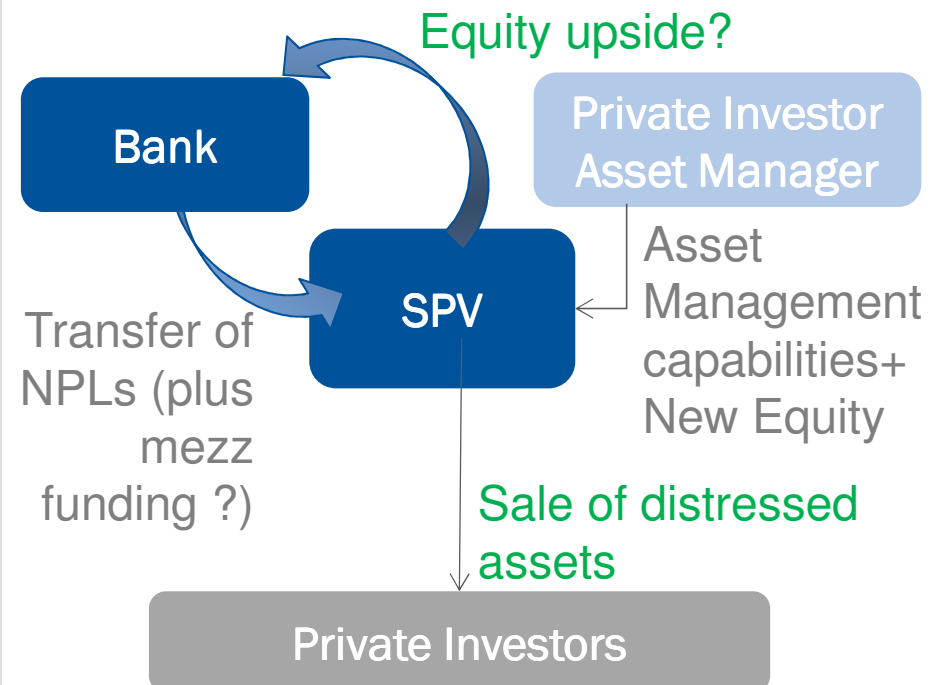 Equity upside?
Bank
Private Investor
Asset Manager
SPV
Asset
Management
capabilities+
New Equity
Transfer of
NPLs (plus
mezz
funding ?)
Sale of distressed
assets
Private Investors